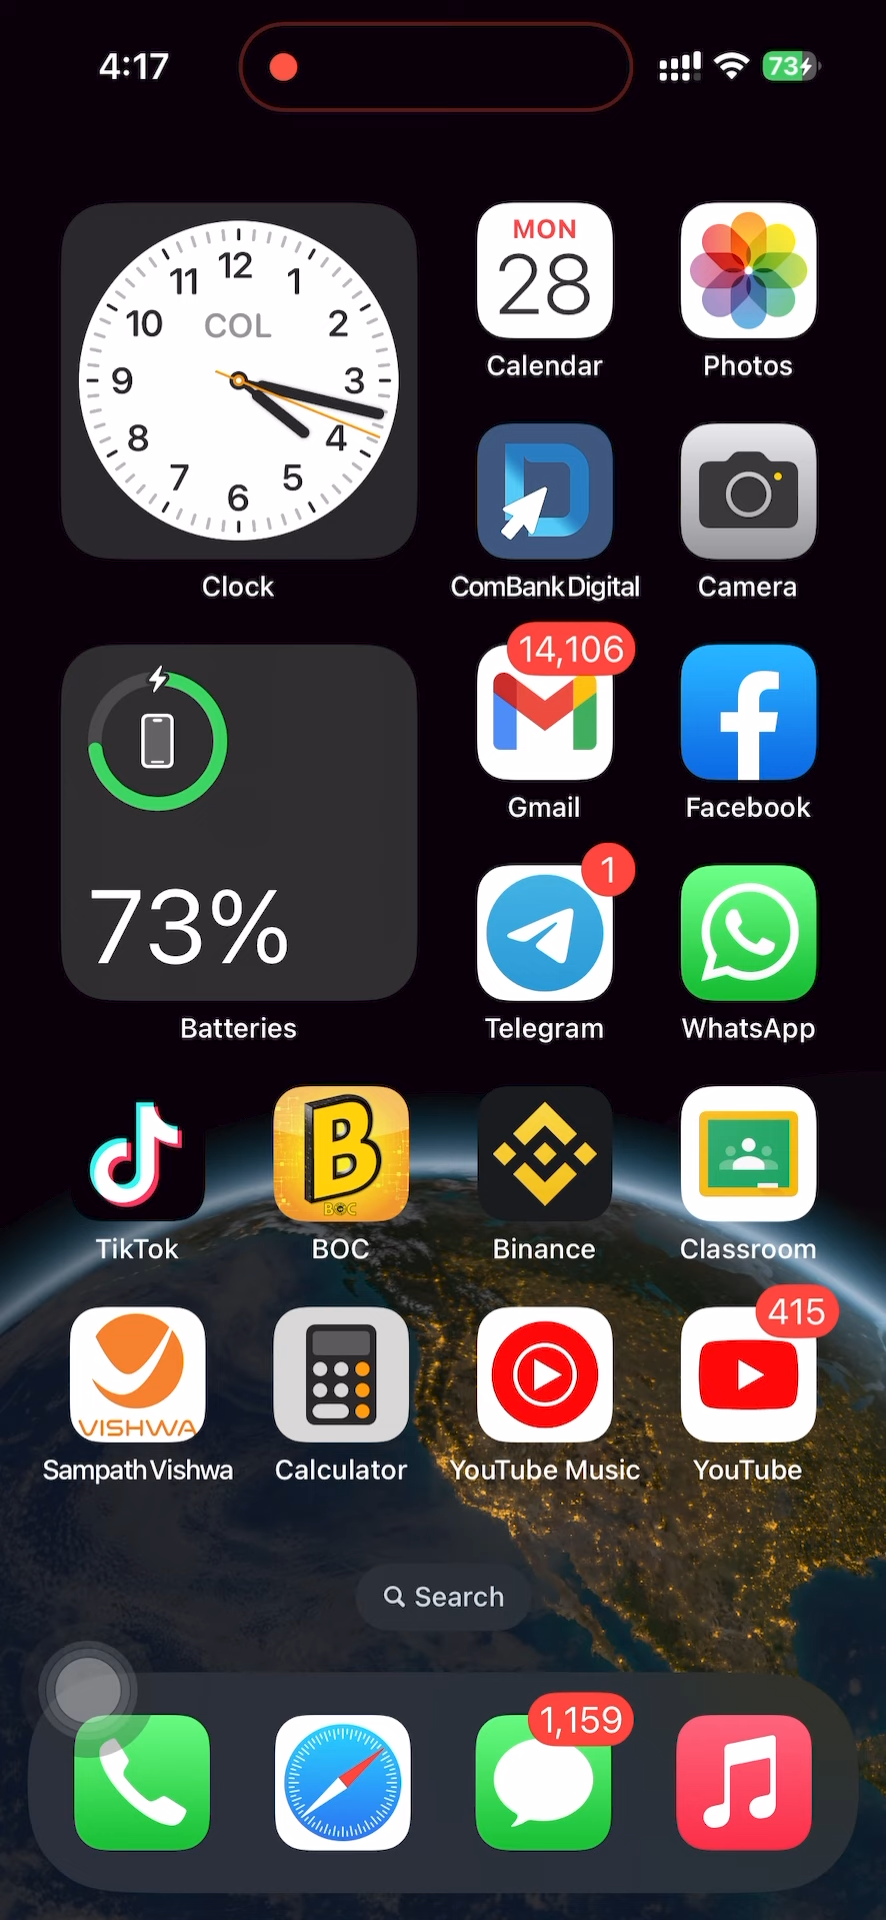 4:17
73
12
11
1
10
COL
2
9
3
8
4
7
5
6
Clock
MON
28
Calendar
Photos
ComBank Digital
Camera
73%
Batteries
14,106
Gmail
Facebook
1
Telegram
WhatsApp
TikTok
B
BOC
BOC
Binance
Classroom
VISHWA
Sampath Vishwa
Calculator
YouTube Music
415
YouTube
Search
1,159